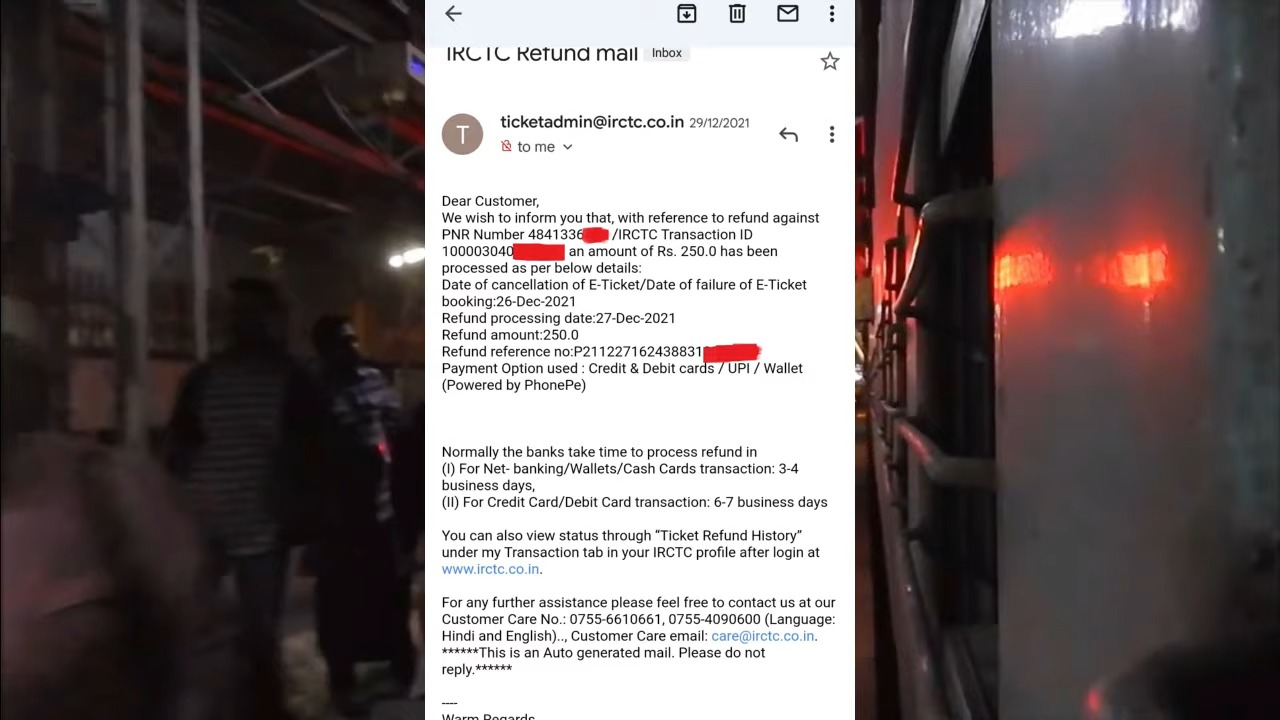 IRCTC Refund mail Inbox
T
ticketadmin@irctc.co.in 29/12/2021
to me
Dear Customer,
We wish to inform you that, with reference to refund against
PNR Number 4841336 /IRCTC Transaction ID
100003040 an amount of Rs. 250.0 has been
processed as per below details:
Date of cancellation of E-Ticket/Date of failure of E-Ticket
booking:26-Dec-2021
Refund processing date:27-Dec-2021
Refund amount:250.0
Refund reference no:P211227162438831
Payment Option used : Credit & Debit cards / UPI / Wallet
(Powered by PhonePe)
Normally the banks take time to process refund in
(I) For Net- banking/Wallets/Cash Cards transaction: 3-4
business days,
(II) For Credit Card/Debit Card transaction: 6-7 business days
You can also view status through “Ticket Refund History”
under my Transaction tab in your IRCTC profile after login at
www.irctc.co.in.
For any further assistance please feel free to contact us at our
Customer Care No.: 0755-6610661, 0755-4090600 (Language:
Hindi and English).., Customer Care email: care@irctc.co.in.
******This is an Auto generated mail. Please do not
reply.******
----
Warm Regards